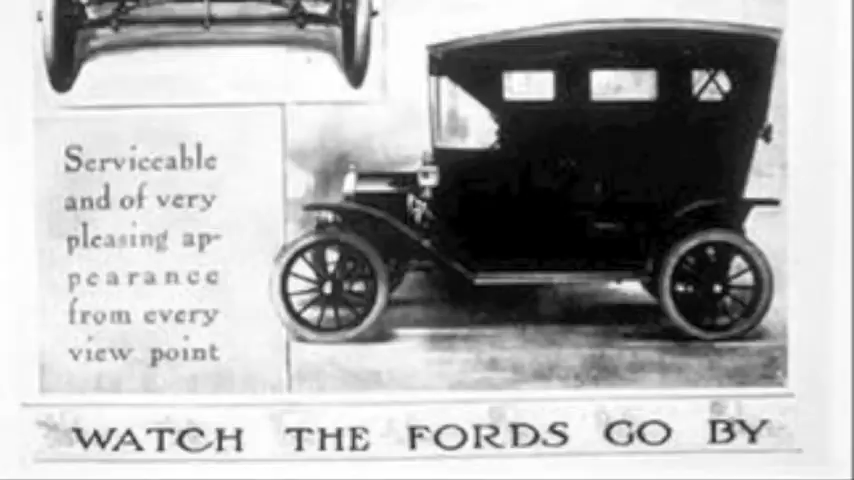 Serviceable
and of very
pleasing ap-
pearance
from every
view point
WATCH THE FORDS GO BY